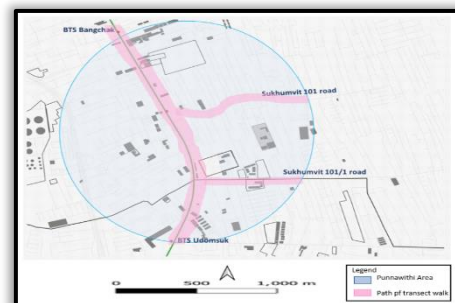 BTS Bangchak
Sukhumvit 101 road
Sukhumvit 101/1 road
BTS Udomsuk
0 500 1,000 m
Legend
Punnawithi Area
Path pf transect walk